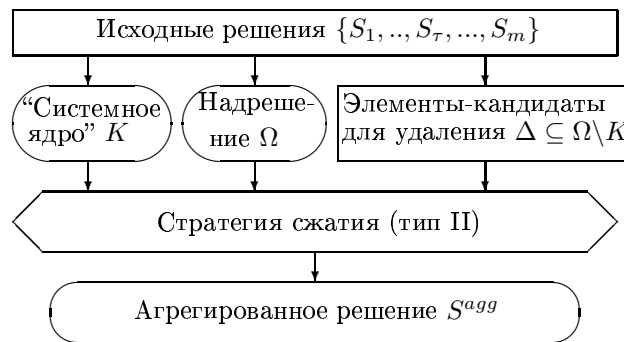 Исходные решения {S_1,..,S_τ,...,S_m}
“Системное
ядро” K
Надреше-
ние Ω
Элементы-кандидаты
для удаления Δ ⊆ Ω\K
Стратегия сжатия (тип II)
Агрегированное решение S^{agg}